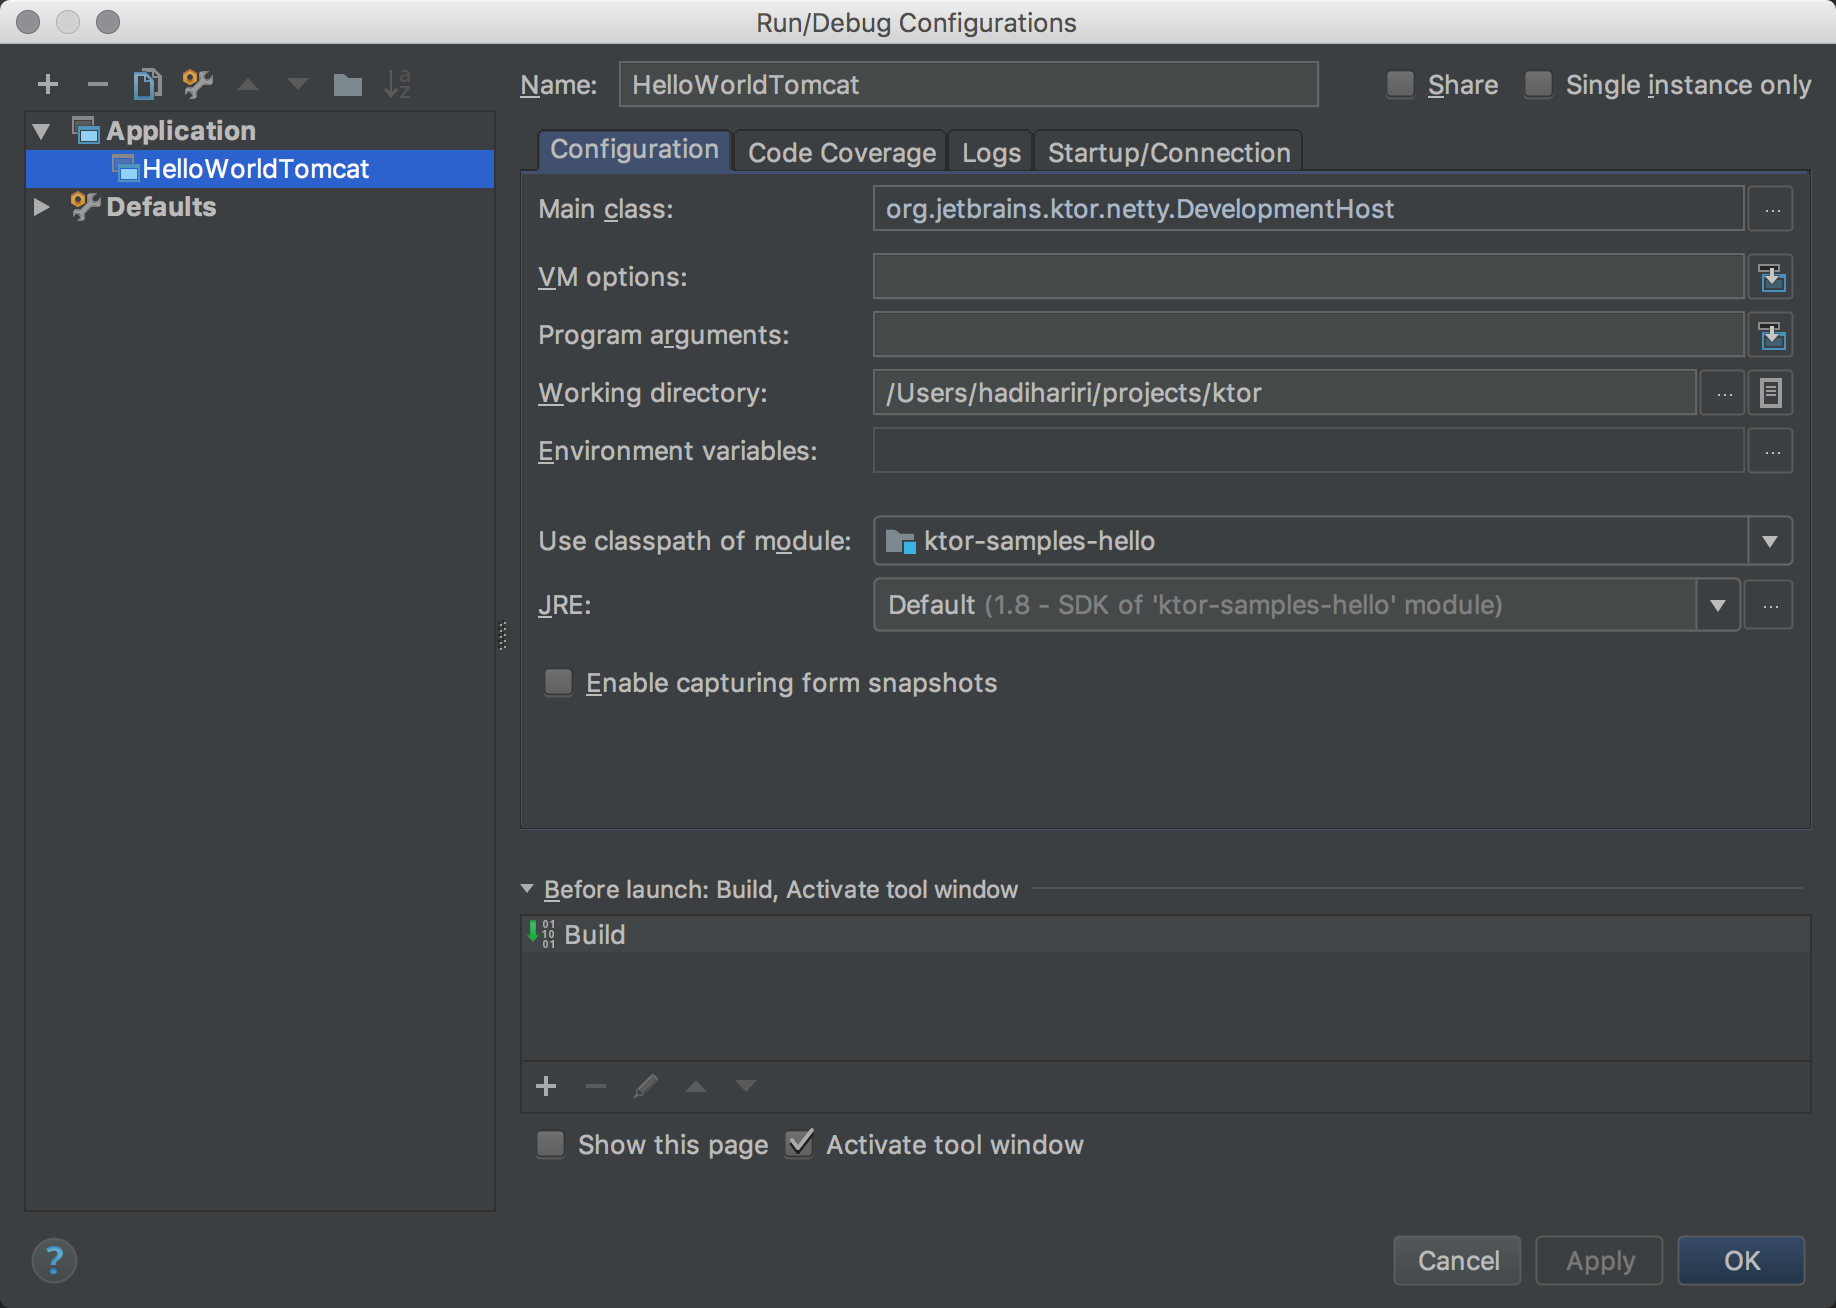 Run/Debug Configurations
Name: HelloWorldTomcat Share Single instance only
Application
HelloWorldTomcat
Defaults
Configuration Code Coverage Logs Startup/Connection
Main class: org.jetbrains.ktor.netty.DevelopmentHost ...
VM options:
Program arguments:
Working directory: /Users/hadihariri/projects/ktor ...
Environment variables: ...
Use classpath of module: ktor-samples-hello
JRE: Default (1.8 - SDK of 'ktor-samples-hello' module) ...
Enable capturing form snapshots
Before launch: Build, Activate tool window
Build
Show this page Activate tool window
? Cancel Apply OK